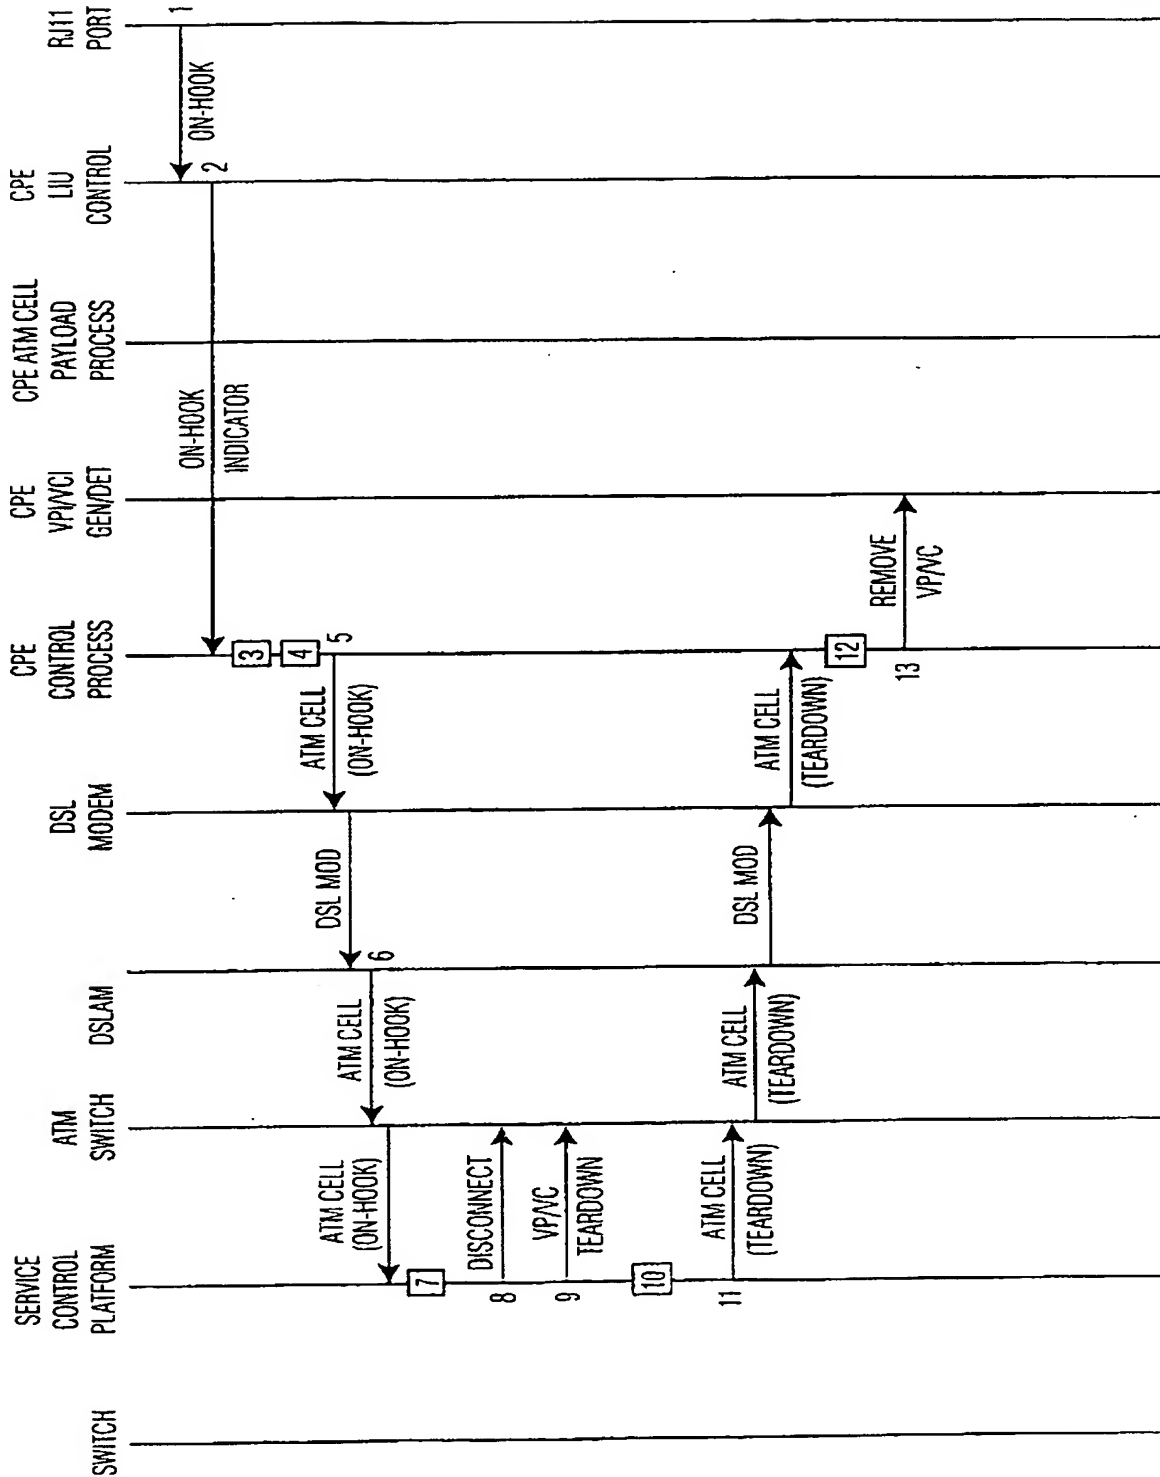 SWITCH
SERVICE
CONTROL
PLATFORM
ATM
SWITCH
DSLAM
DSL
MODEM
CPE
CONTROL
PROCESS
CPE
VPI/VCI
GEN/DET
CPE ATM CELL
PAYLOAD
PROCESS
CPE
LIU
CONTROL
RJ11
PORT
1
ON-HOOK
2
ON-HOOK
INDICATOR
3
4
5
ATM CELL
(ON-HOOK)
DSL MOD
6
ATM CELL
(ON-HOOK)
ATM CELL
(ON-HOOK)
7
8
DISCONNECT
9
VP/VC
TEARDOWN
10
11
ATM CELL
(TEARDOWN)
ATM CELL
(TEARDOWN)
DSL MOD
ATM CELL
(TEARDOWN)
12
13
REMOVE
VP/VC